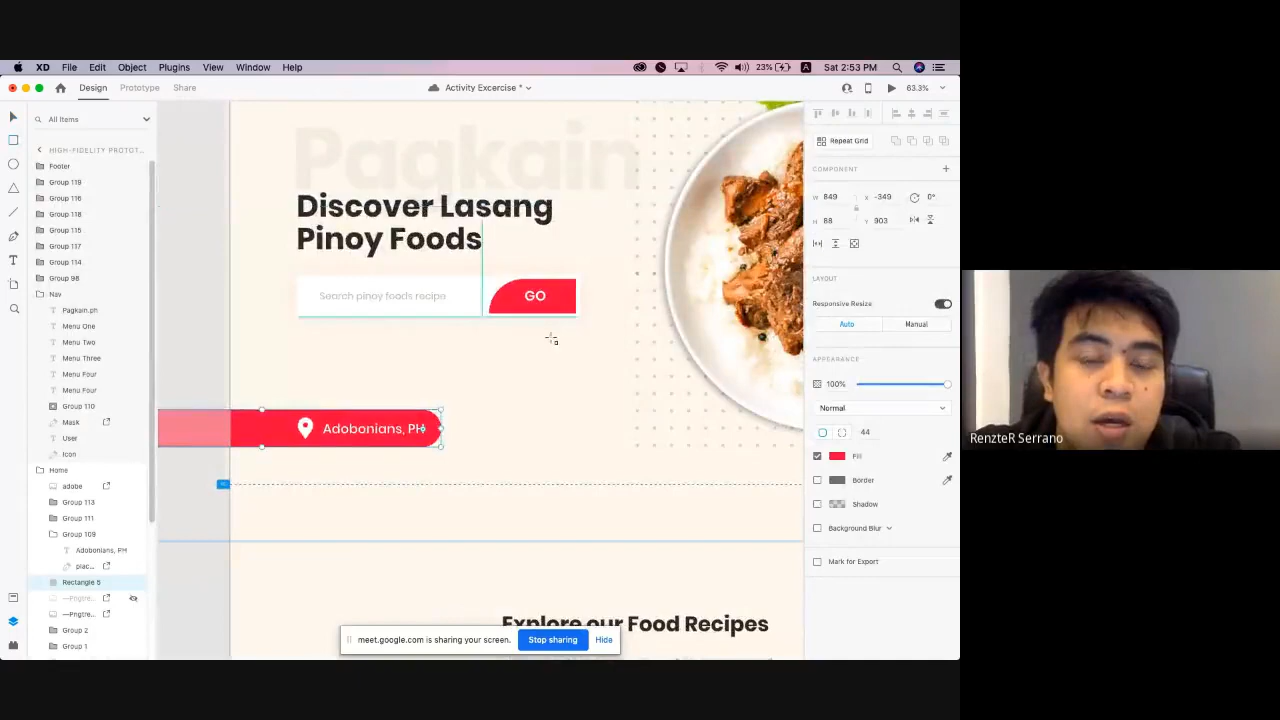 XD File Edit Object Plugins View Window Help
23% A Sat 2:53 PM
Design Prototype Share
Activity Excercise *
63.3%
All Items
HIGH-FIDELITY PROTOT...
Footer
Group 119
Group 116
Group 118
Group 115
Group 117
Group 114
Group 98
Nav
Pagkain.ph
Menu One
Menu Two
Menu Three
Menu Four
Menu Four
Group 110
Mask
User
Icon
Home
adobe
Group 113
Group 111
Group 109
Adobonians, PH
plac...
Rectangle 5
—Pngtre...
—Pngtre...
Group 2
Group 1
Pagkain
Discover Lasang
Pinoy Foods
Search pinoy foods recipe
GO
Adobonians, PH
Explore our Food Recipes
meet.google.com is sharing your screen.
Stop sharing
Hide
Repeat Grid
COMPONENT
W 849 X -349 0°
H 88 Y 903
LAYOUT
Responsive Resize
Auto Manual
APPEARANCE
100%
Normal
44
Fill
Border
Shadow
Background Blur
Mark for Export
RenzteR Serrano